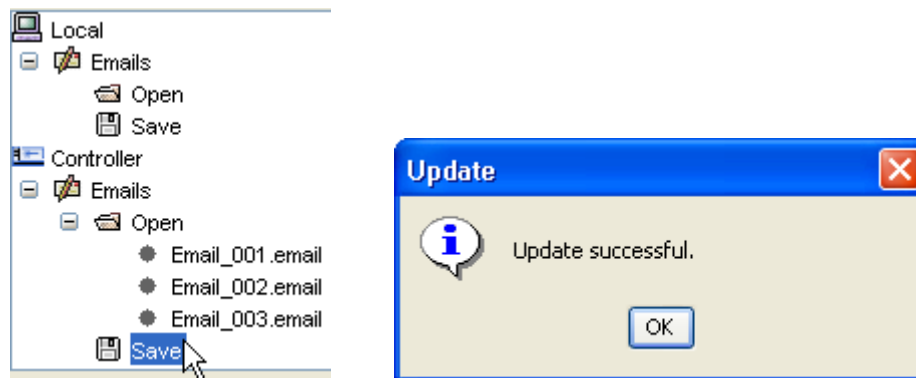 Local
Emails
Open
Save
Controller
Emails
Open
Email_001.email
Email_002.email
Email_003.email
Save
Update
Update successful.
OK